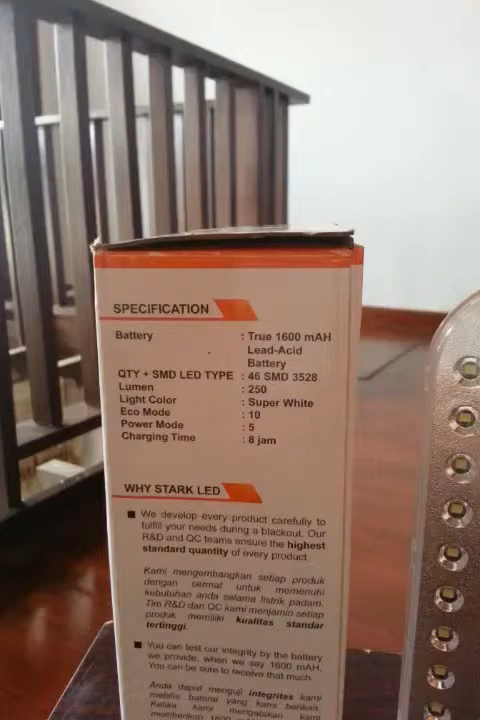 SPECIFICATION
Battery : True 1600 mAH
Lead-Acid
Battery
QTY + SMD LED TYPE : 46 SMD 3528
Lumen : 250
Light Color : Super White
Eco Mode : 10
Power Mode : 5
Charging Time : 8 jam
WHY STARK LED
We develop every product carefully to
fulfill your needs during a blackout. Our
R&D and QC teams ensure the highest
standard quantity of every product.
Kami mengembangkan setiap produk
dengan cermat untuk memenuhi
kebutuhan anda selama listrik padam.
Tim R&D dan QC kami menjamin setiap
produk memiliki kualitas standar
tertinggi.
You can test our integrity by the battery
we provide, when we say 1600 mAH,
You can be sure to receive that much.
Anda dapat menguji integritas kami
melalui baterai yang kami berikan.
Ketika kami mengatakan kami
memberikan 1600